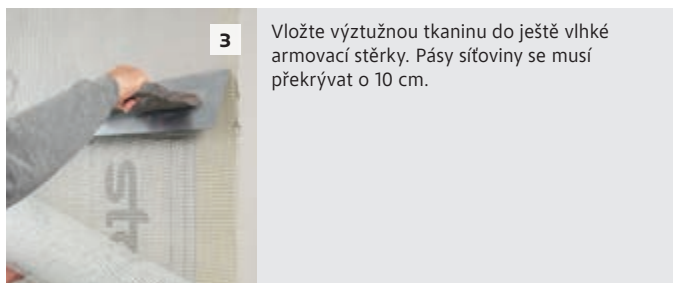 3
Vložte výztužnou tkaninu do ještě vlhké
armovací stěrky. Pásy síťoviny se musí
překrývat o 10 cm.